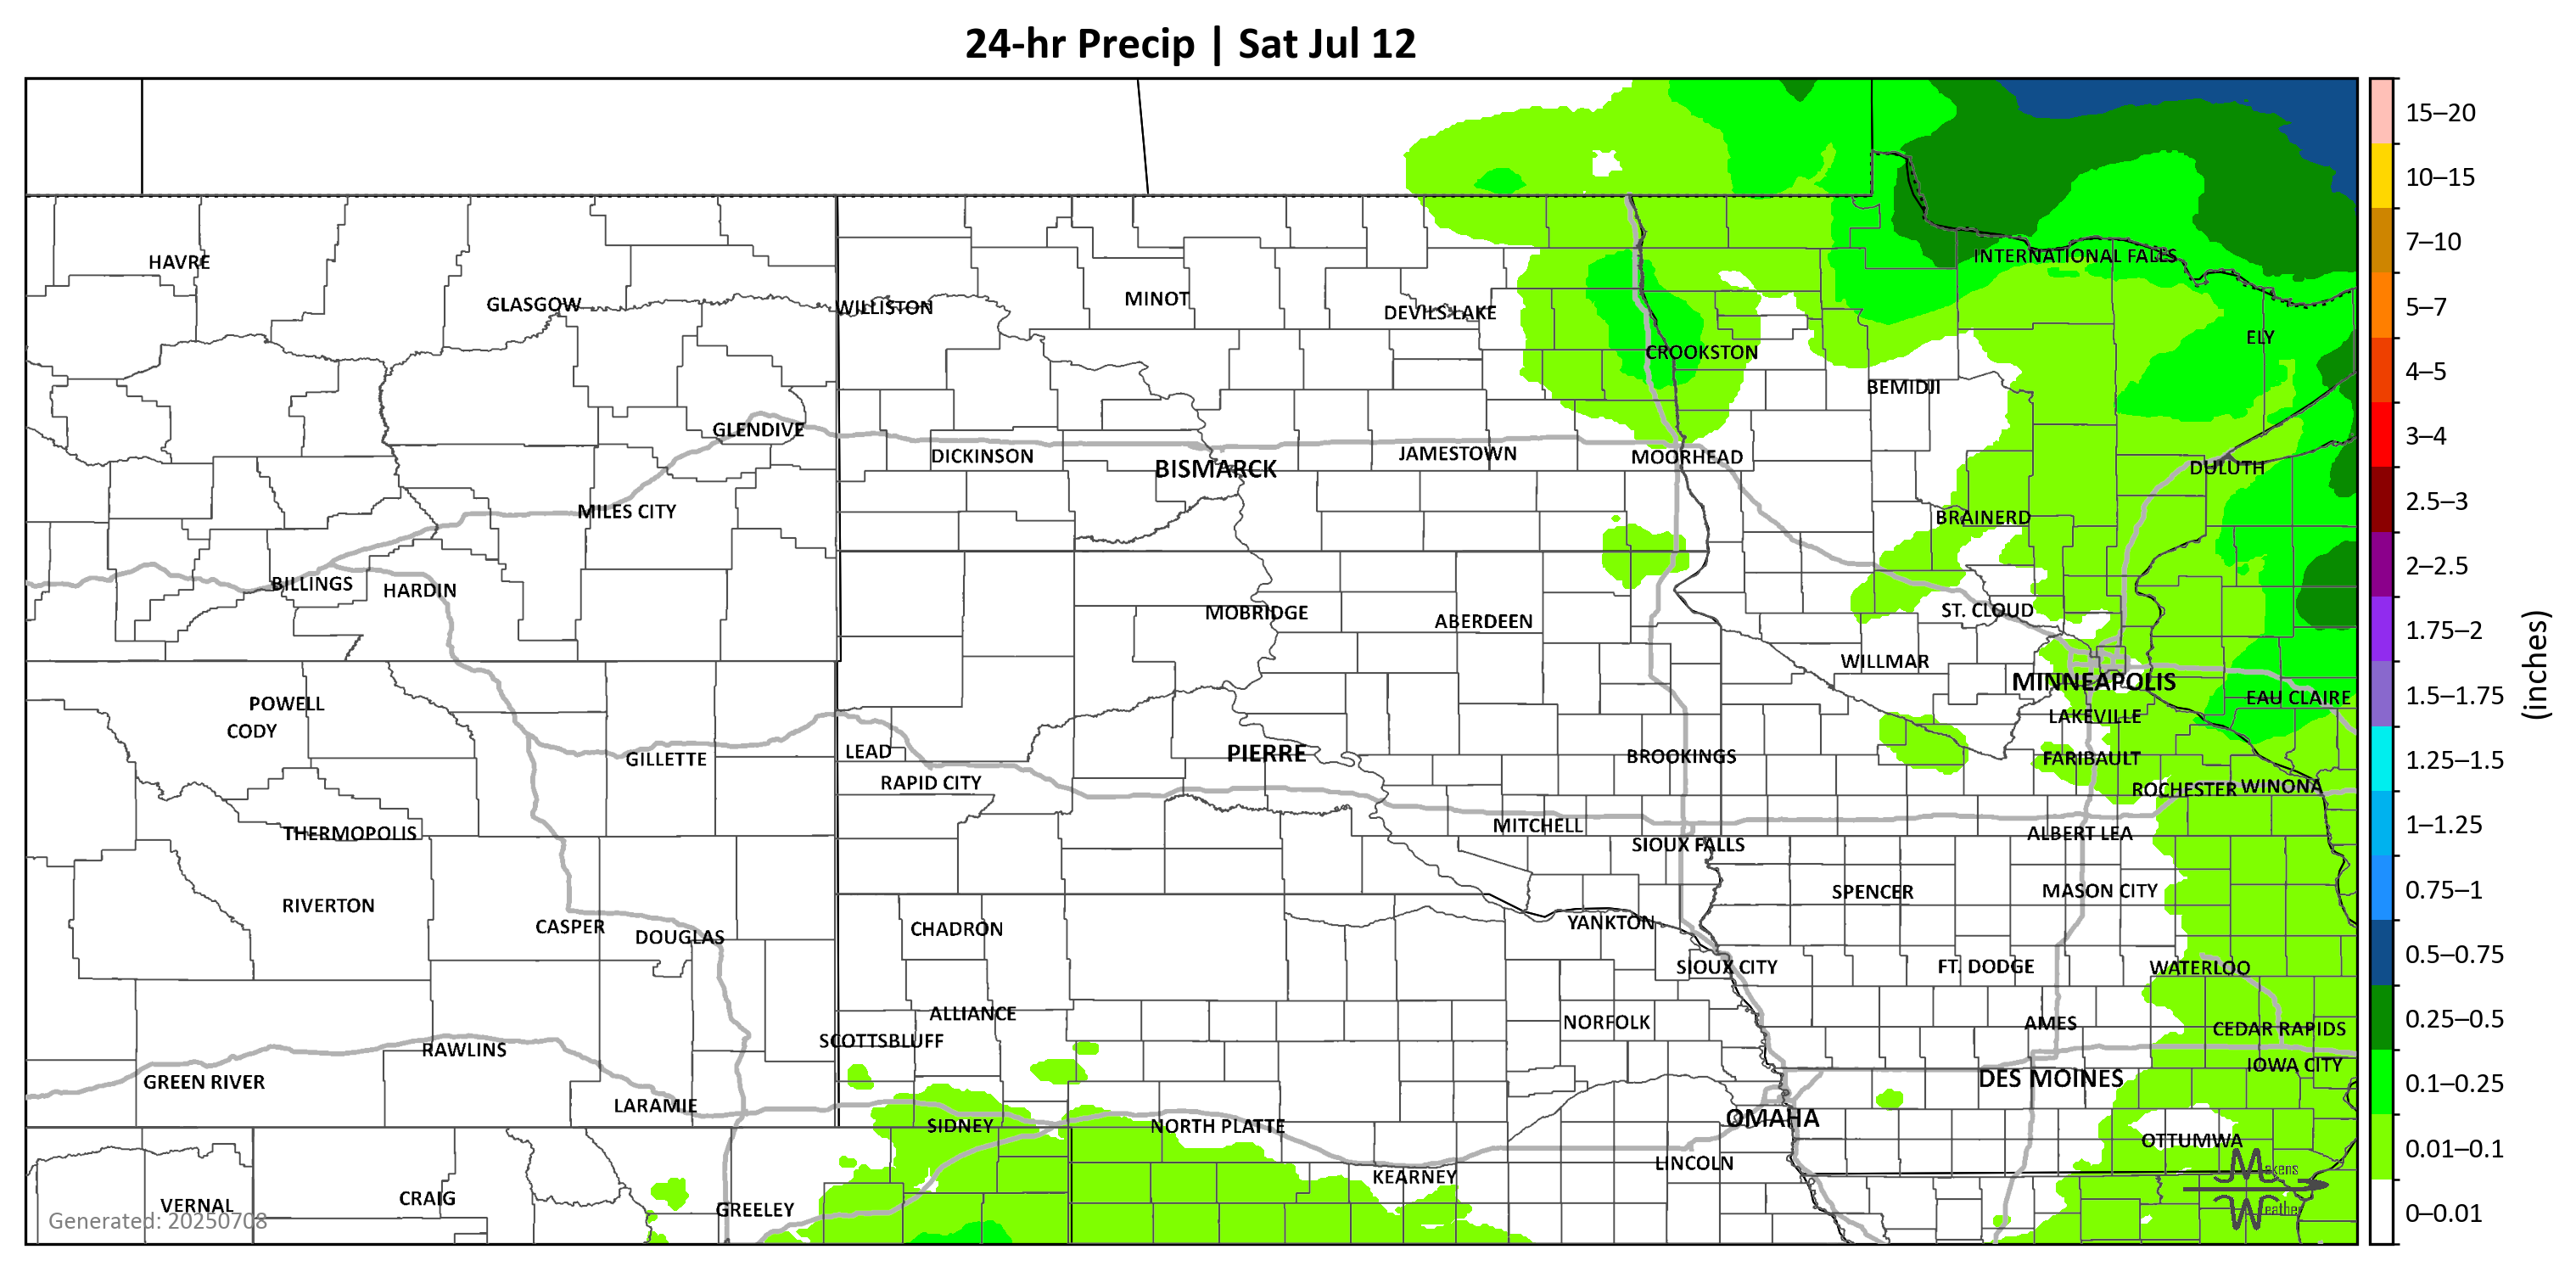 24-hr Precip | Sat Jul 12
15–20
10–15
7–10
5–7
4–5
3–4
2.5–3
2–2.5
1.75–2
1.5–1.75
1.25–1.5
1–1.25
0.75–1
0.5–0.75
0.25–0.5
0.1–0.25
0.01–0.1
0–0.01
(inches)
HAVRE
INTERNATIONAL FALLS
GLASGOW
WILLISTON
MINOT
DEVILS LAKE
ELY
CROOKSTON
BEMIDJI
GLENDIVE
DICKINSON
BISMARCK
JAMESTOWN
MOORHEAD
DULUTH
MILES CITY
BRAINERD
BILLINGS
HARDIN
MOBRIDGE
ABERDEEN
ST. CLOUD
WILLMAR
MINNEAPOLIS
POWELL
EAU CLAIRE
CODY
LAKEVILLE
GILLETTE
LEAD
PIERRE
BROOKINGS
FARIBAULT
RAPID CITY
ROCHESTER
WINONA
THERMOPOLIS
MITCHELL
ALBERT LEA
SIOUX FALLS
RIVERTON
SPENCER
MASON CITY
CASPER
DOUGLAS
CHADRON
YANKTON
SIOUX CITY
FT. DODGE
WATERLOO
ALLIANCE
SCOTTSBLUFF
NORFOLK
AMES
CEDAR RAPIDS
RAWLINS
IOWA CITY
GREEN RIVER
DES MOINES
LARAMIE
SIDNEY
NORTH PLATTE
OMAHA
OTTUMWA
LINCOLN
KEARNEY
VERNAL
CRAIG
GREELEY
Makens
Weather
Generated: 20250708